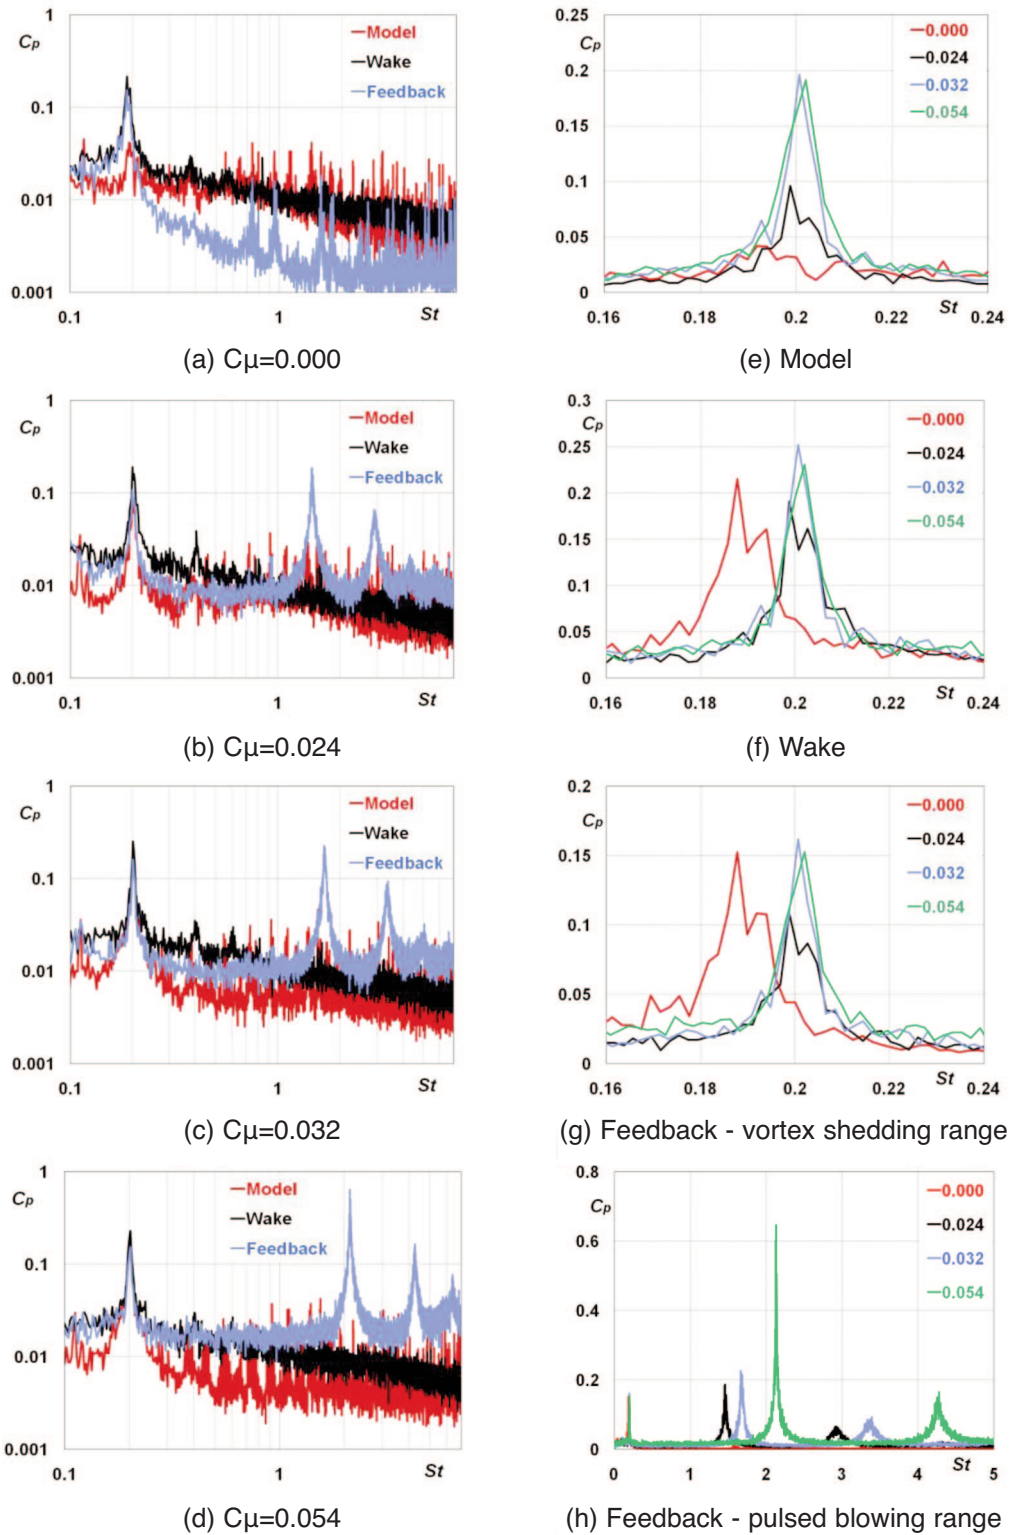 1
Cp
Model
Wake
Feedback
0.1
0.01
0.001
0.1
1
St
(a) Cμ=0.000
0.25
Cp
0.000
0.024
0.032
0.054
0.2
0.15
0.1
0.05
0
0.16
0.18
0.2
0.22
St
0.24
(e) Model
1
Cp
Model
Wake
Feedback
0.1
0.01
0.001
0.1
1
St
(b) Cμ=0.024
0.3
Cp
0.000
0.024
0.032
0.054
0.25
0.2
0.15
0.1
0.05
0
0.16
0.18
0.2
0.22
St
0.24
(f) Wake
1
Cp
Model
Wake
Feedback
0.1
0.01
0.001
0.1
1
St
(c) Cμ=0.032
0.2
Cp
0.000
0.024
0.032
0.054
0.15
0.1
0.05
0
0.16
0.18
0.2
0.22
St
0.24
(g) Feedback - vortex shedding range
1
Cp
Model
Wake
Feedback
0.1
0.01
0.001
0.1
1
St
(d) Cμ=0.054
0.8
Cp
0.000
0.024
0.032
0.054
0.6
0.4
0.2
0
0
1
2
3
4
St
5
(h) Feedback - pulsed blowing range